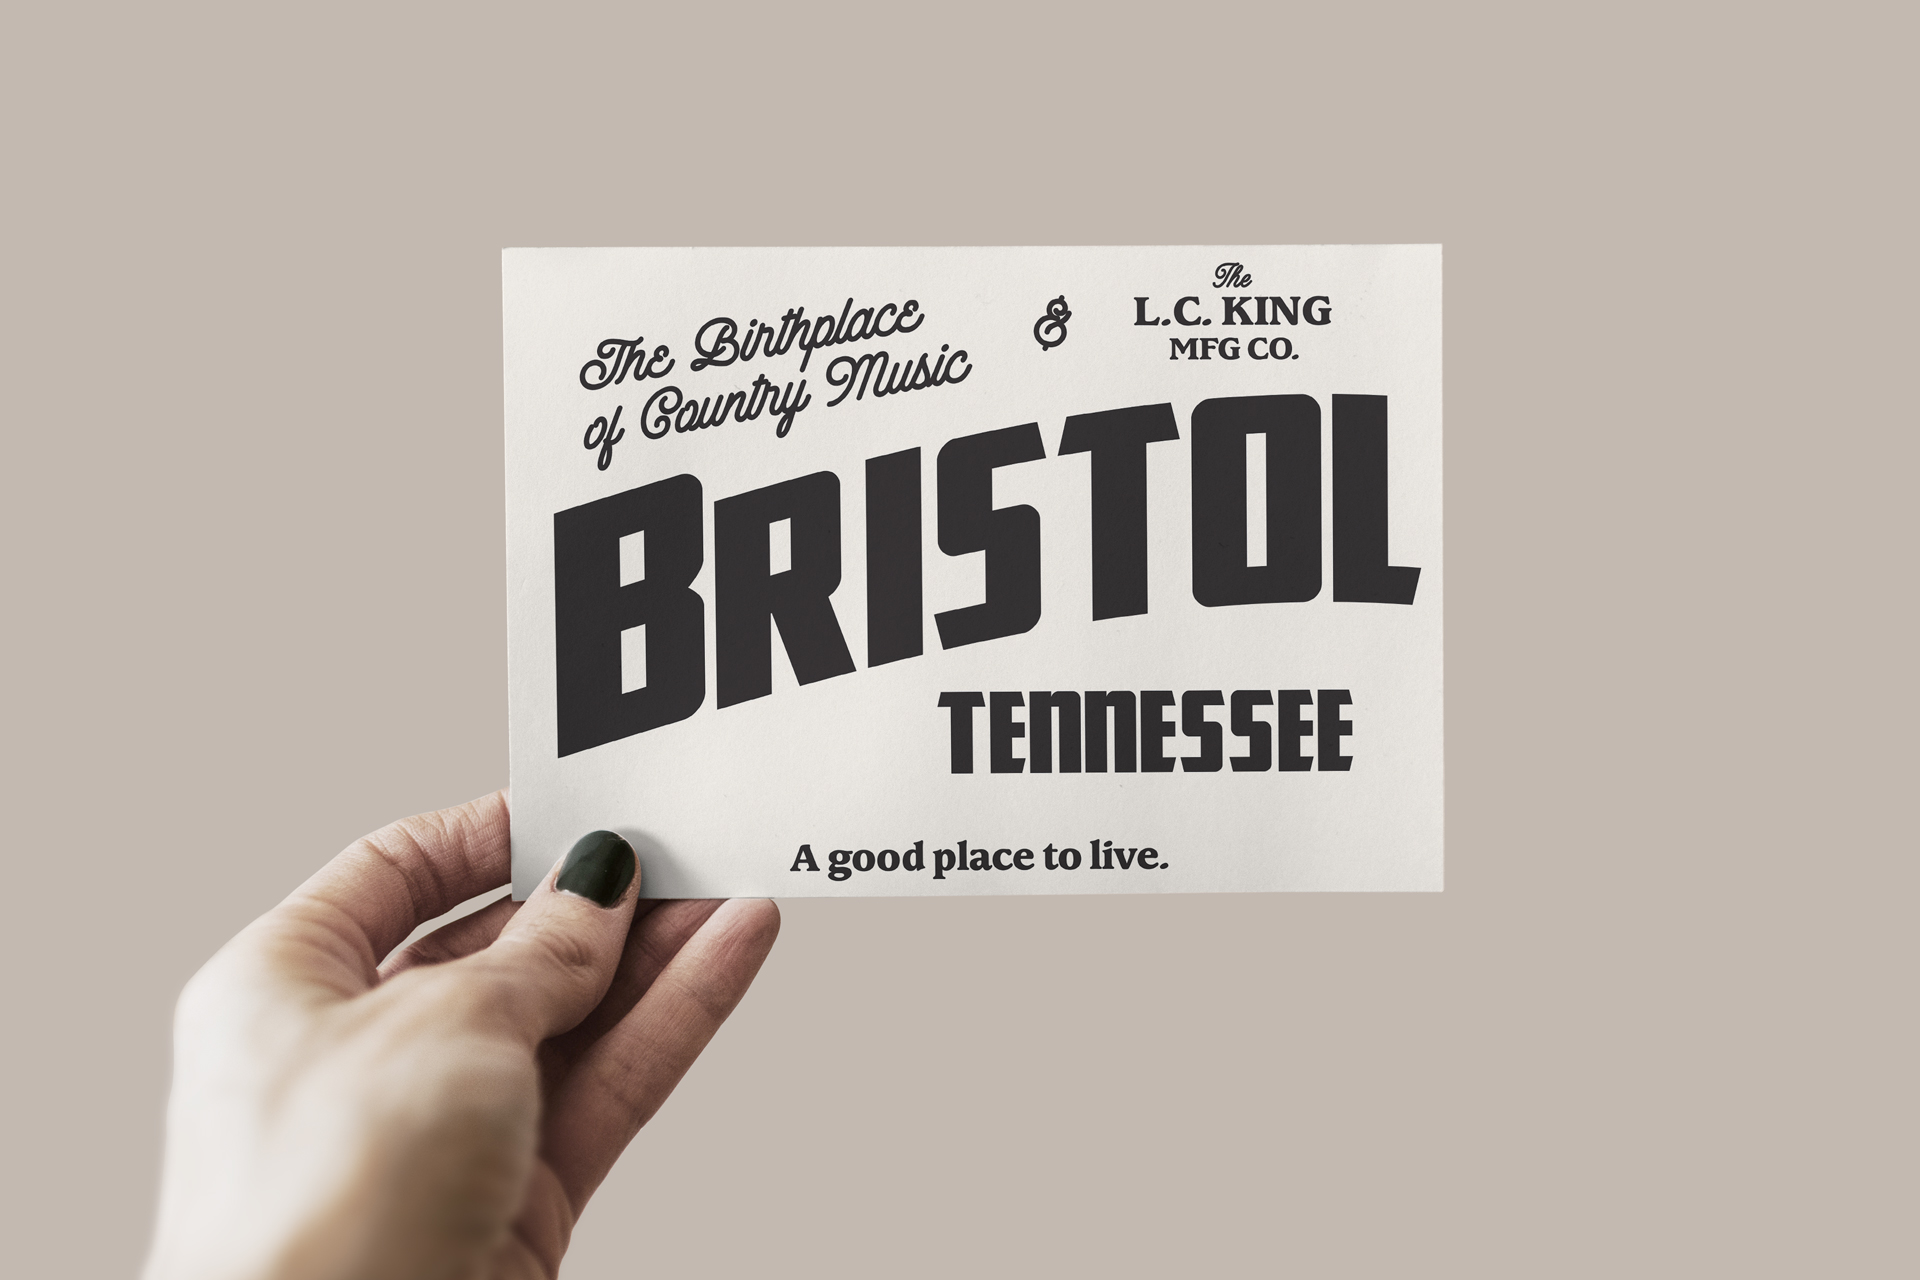 The Birthplace
of Country Music
&
The
L.C. KING
MFG CO.
BRISTOL
TENNESSEE
A good place to live.